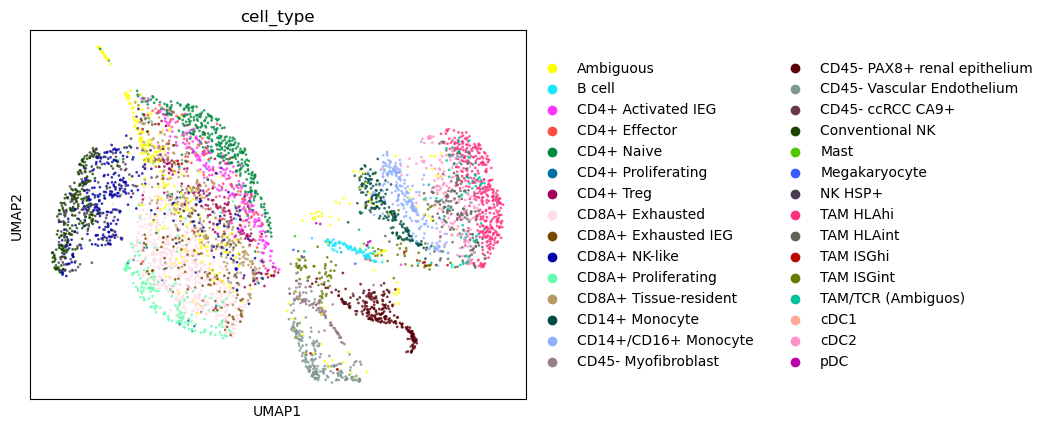 cell_type
UMAP2
UMAP1
Ambiguous
B cell
CD4+ Activated IEG
CD4+ Effector
CD4+ Naive
CD4+ Proliferating
CD4+ Treg
CD8A+ Exhausted
CD8A+ Exhausted IEG
CD8A+ NK-like
CD8A+ Proliferating
CD8A+ Tissue-resident
CD14+ Monocyte
CD14+/CD16+ Monocyte
CD45- Myofibroblast
CD45- PAX8+ renal epithelium
CD45- Vascular Endothelium
CD45- ccRCC CA9+
Conventional NK
Mast
Megakaryocyte
NK HSP+
TAM HLAhi
TAM HLAint
TAM ISGhi
TAM ISGint
TAM/TCR (Ambiguos)
cDC1
cDC2
pDC